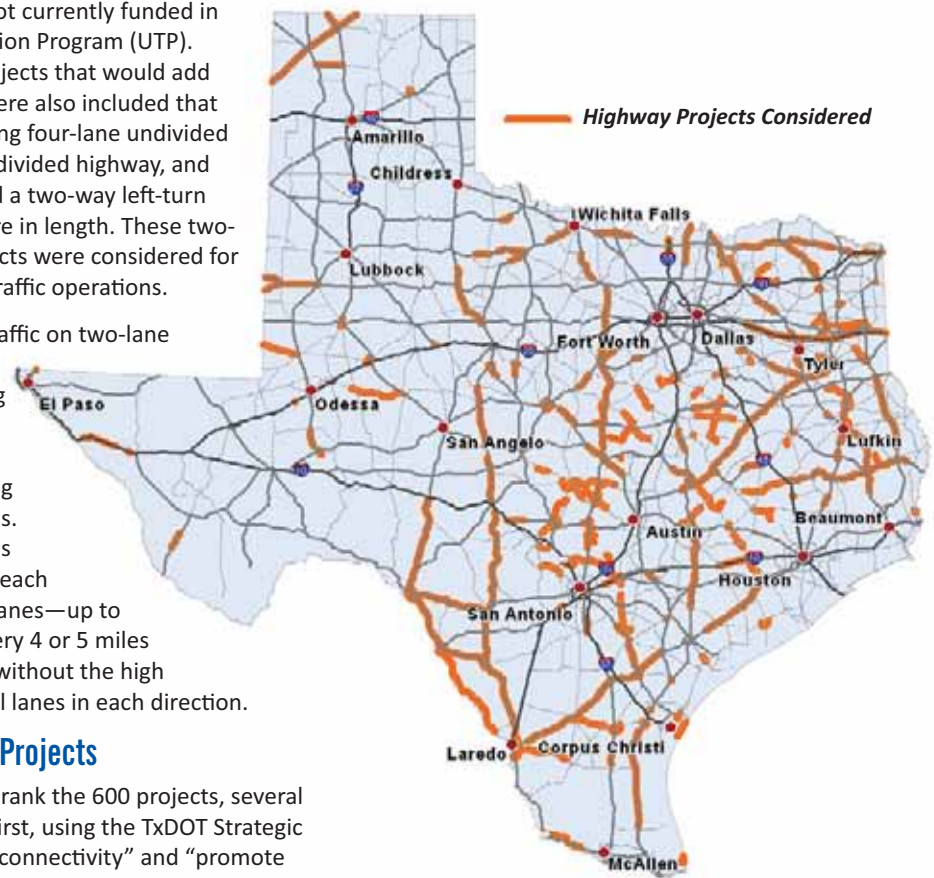 ot currently funded in
ion Program (UTP).
jects that would add
ere also included that
ng four-lane undivided
divided highway, and
d a two-way left-turn
re in length. These two-
cts were considered for
raffic operations.
affic on two-lane
g
ng
s.
s
each
anes—up to
ery 4 or 5 miles
without the high
l lanes in each direction.
Projects
rank the 600 projects, several
irst, using the TxDOT Strategic
connectivity” and “promote
Highway Projects Considered
Amarillo
Childress
Wichita Falls
Lubbock
Fort Worth
Dallas
Tyler
El Paso
Odessa
San Angelo
Lufkin
Austin
Beaumont
Houston
San Antonio
Laredo
Corpus Christi
McAllen